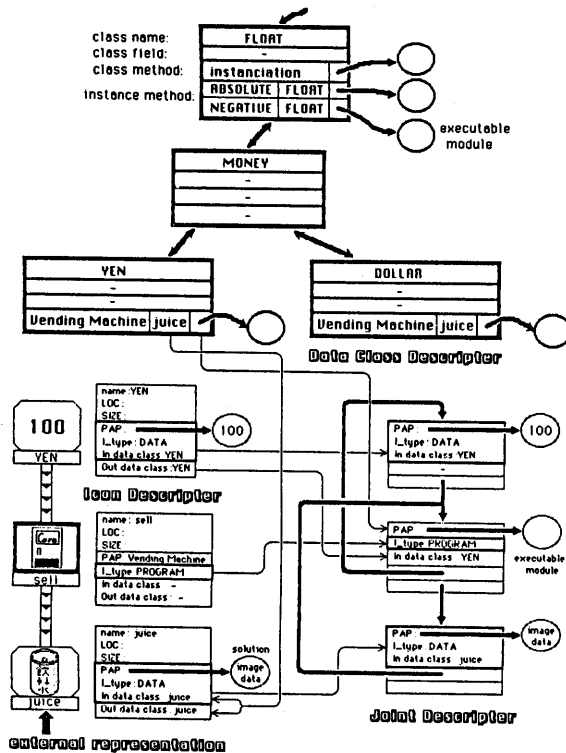 class name:
FLOAT
class field:
-
class method:
instanciation
instance method:
ABSOLUTE FLOAT
NEGATIVE FLOAT
executable
module
MONEY
-
-
-
YEN
-
-
Vending Machine juice
DOLLAR
-
-
Vending Machine juice
Data Class Descripter
100
YEN
name:YEN
LOC:
SIZE:
PAP:
100
I_type:DATA
In data class:YEN
Out data class:YEN
Icon Descripter
PAP:
100
I_type:DATA
In data class:YEN
-
sell
name: sell
LOC:
SIZE
PAP Vending Machine
I_type PROGRAM
In data class -
Out data class: -
PAP
I_type PROGRAM
In data class YEN
executable
module
juice
name: juice
LOC:
SIZE:
PAP
solution
image
data
I_type:DATA
In data class juice
Out data class: juice
PAP:
image
data
I_type:DATA
In data class juice
Joint Descripter
external representation